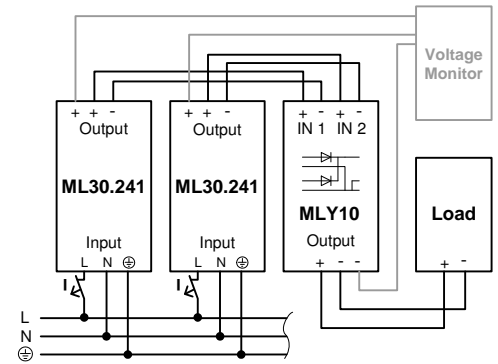 Voltage
Monitor
+ + -
+ + -
+ - + -
Output
Output
IN 1 IN 2
ML30.241
ML30.241
MLY10
Load
Input
Input
Output
L N ⏚
L N ⏚
+ - -
+ -
I
I
L
N
⏚